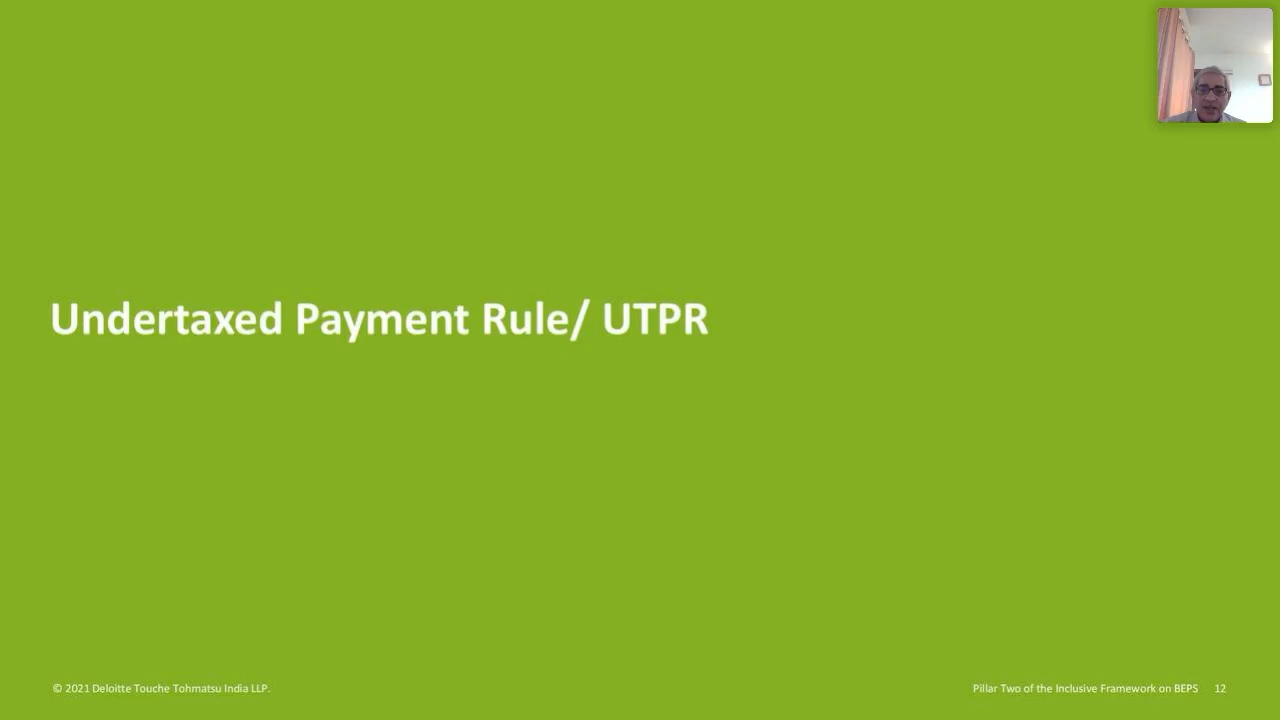 Undertaxed Payment Rule/ UTPR
© 2021 Deloitte Touche Tohmatsu India LLP.
Pillar Two of the Inclusive Framework on BEPS 12